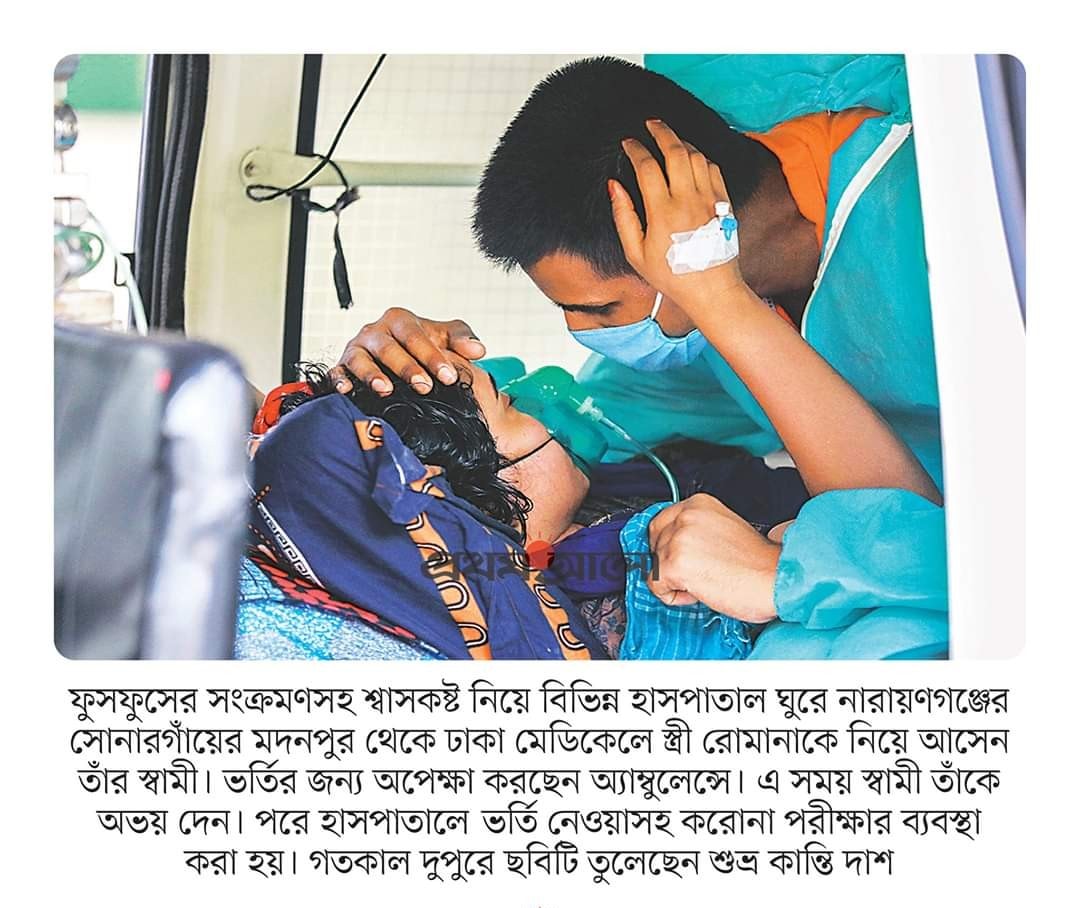 প্রথম আলো
ফুসফুসের সংক্রমণসহ শ্বাসকষ্ট নিয়ে বিভিন্ন হাসপাতাল ঘুরে নারায়ণগঞ্জের
সোনারগাঁয়ের মদনপুর থেকে ঢাকা মেডিকেলে স্ত্রী রোমানাকে নিয়ে আসেন
তাঁর স্বামী। ভর্তির জন্য অপেক্ষা করছেন অ্যাম্বুলেন্সে। এ সময় স্বামী তাঁকে
অভয় দেন। পরে হাসপাতালে ভর্তি নেওয়াসহ করোনা পরীক্ষার ব্যবস্থা
করা হয়। গতকাল দুপুরে ছবিটি তুলেছেন শুভ্র কান্তি দাশ